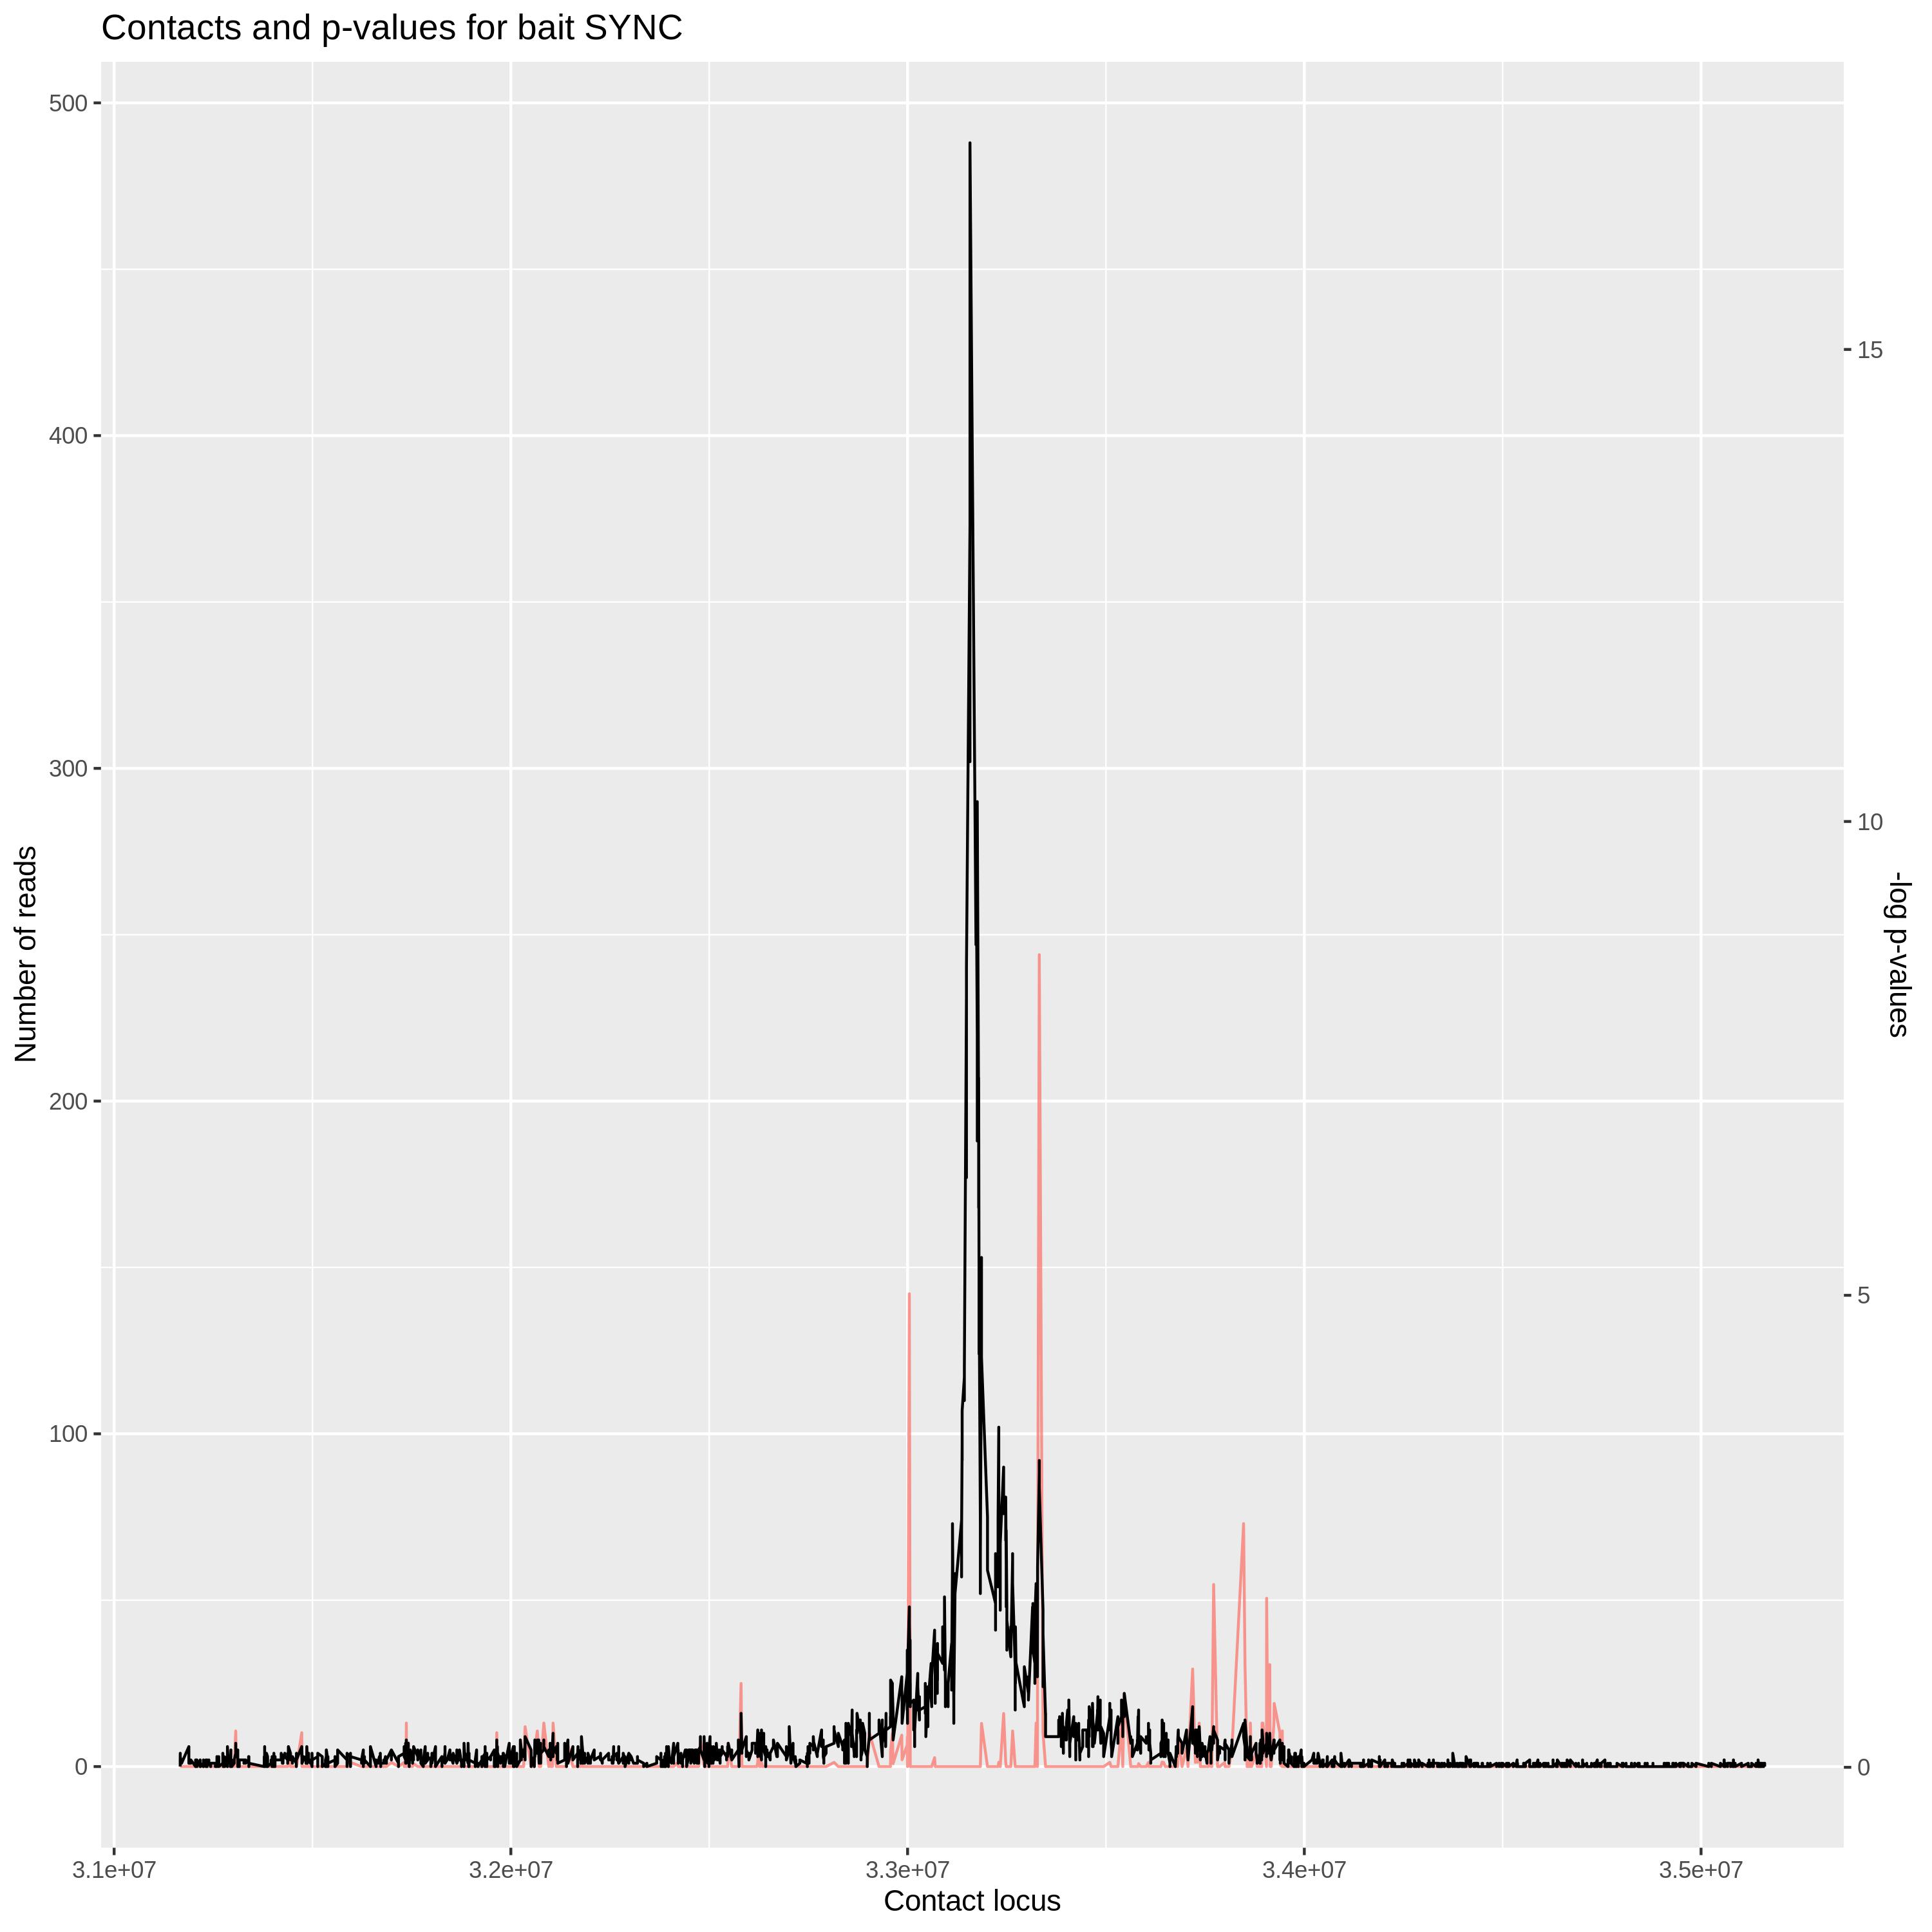 Contacts and p-values for bait SYNC
500
400
300
200
100
0
Number of reads
15
10
5
0
-log p-values
3.1e+07 3.2e+07 3.3e+07 3.4e+07 3.5e+07
Contact locus